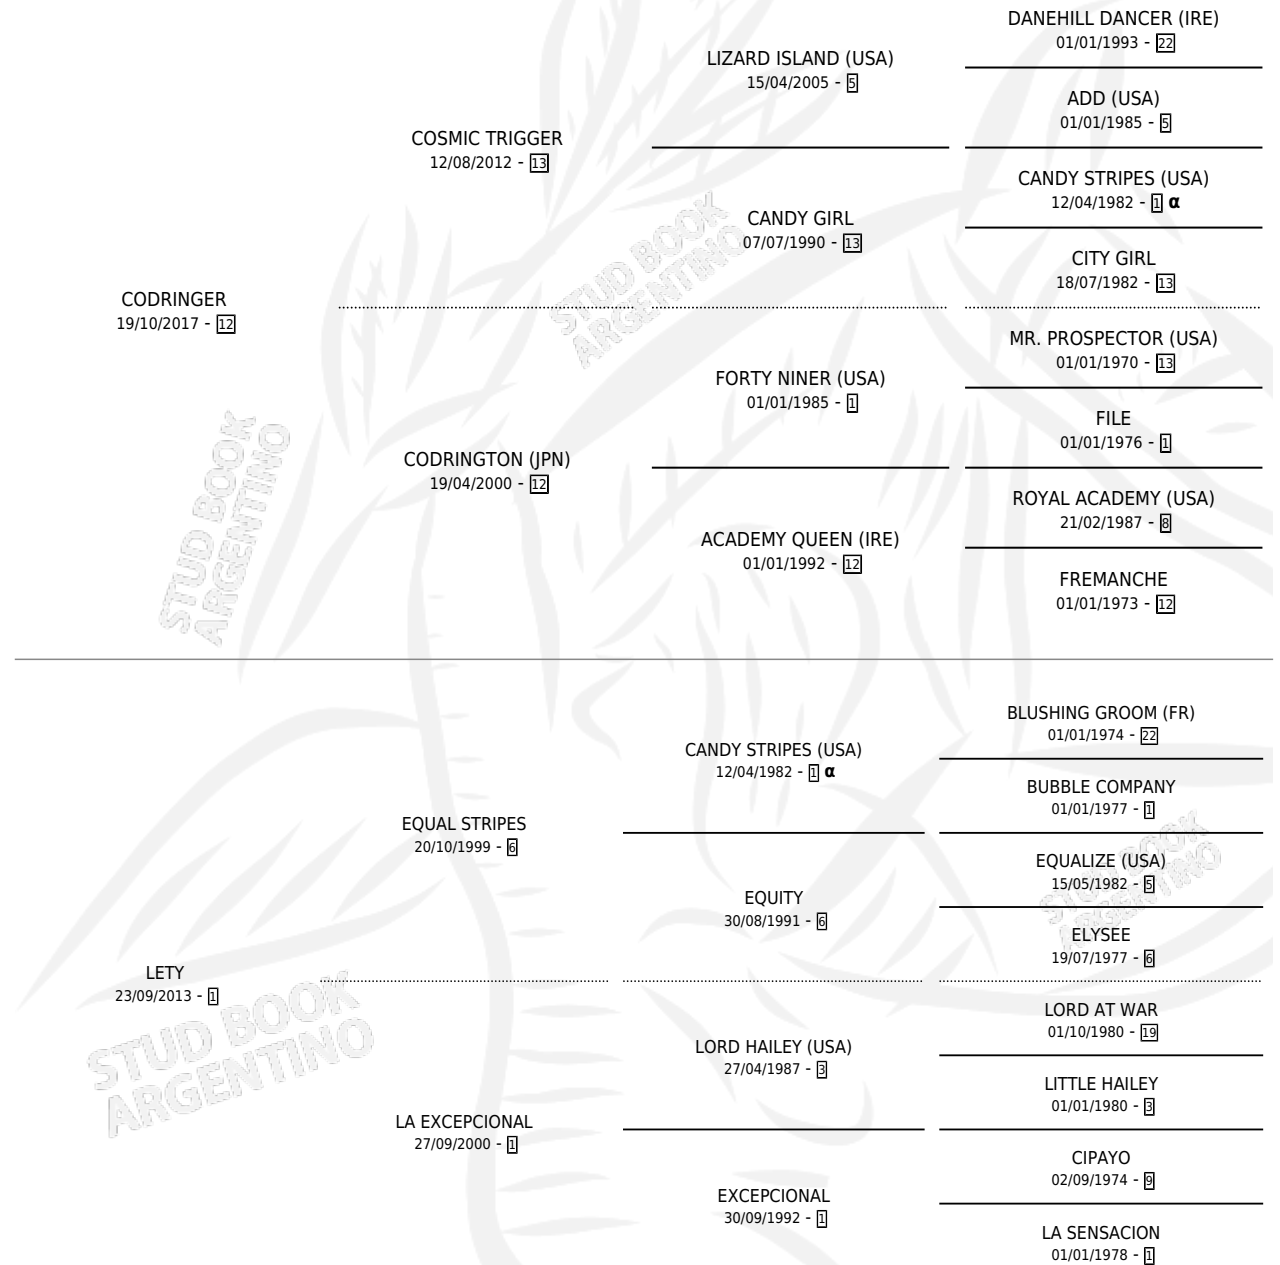 DANEHILL DANCER (IRE)
01/01/1993 - 22
LIZARD ISLAND (USA)
15/04/2005 - 5
ADD (USA)
01/01/1985 - 5
COSMIC TRIGGER
12/08/2012 - 13
CANDY STRIPES (USA)
12/04/1982 - 1 α
CANDY GIRL
07/07/1990 - 13
CITY GIRL
18/07/1982 - 13
STUD BOOK
ARGENTINO
CODRINGER
19/10/2017 - 12
MR. PROSPECTOR (USA)
01/01/1970 - 13
FORTY NINER (USA)
01/01/1985 - 1
FILE
01/01/1976 - 1
CODRINGTON (JPN)
19/04/2000 - 12
ROYAL ACADEMY (USA)
21/02/1987 - 8
ACADEMY QUEEN (IRE)
01/01/1992 - 12
FREMANCHE
01/01/1973 - 12
STUD BOOK
ARGENTINO
BLUSHING GROOM (FR)
01/01/1974 - 22
CANDY STRIPES (USA)
12/04/1982 - 1 α
BUBBLE COMPANY
01/01/1977 - 1
EQUAL STRIPES
20/10/1999 - 6
EQUALIZE (USA)
15/05/1982 - 5
EQUITY
30/08/1991 - 6
ELYSEE
19/07/1977 - 6
STUD BOOK
ARGENTINO
LETY
23/09/2013 - 1
LORD AT WAR
01/10/1980 - 19
LORD HAILEY (USA)
27/04/1987 - 3
LITTLE HAILEY
01/01/1980 - 3
STUD BOOK
ARGENTINO
LA EXCEPCIONAL
27/09/2000 - 1
CIPAYO
02/09/1974 - 9
EXCEPCIONAL
30/09/1992 - 1
LA SENSACION
01/01/1978 - 1